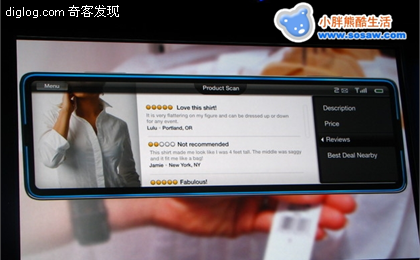 diglog.com 奇客发现
小胖熊酷生活
www.sosaw.com
Menu
Product Scan
2
Love this shirt!
It is very flattering on my figure and can be dressed up or down
for any event.
Lulu - Portland, OR
Not recommended
This shirt made me look like I was 4 feet tall. The middle was saggy
and it fit me like a bag!
Jamie - New York, NY
Fabulous!
Description
Price
Reviews
Best Deal Nearby